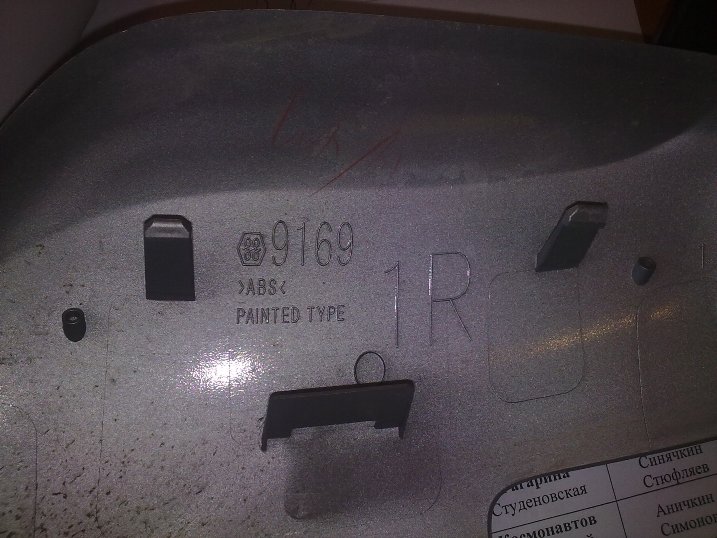 9169
>ABS<
PAINTED TYPE
1R
Студеновская
Синячкин
Стюфляев
Аничкин